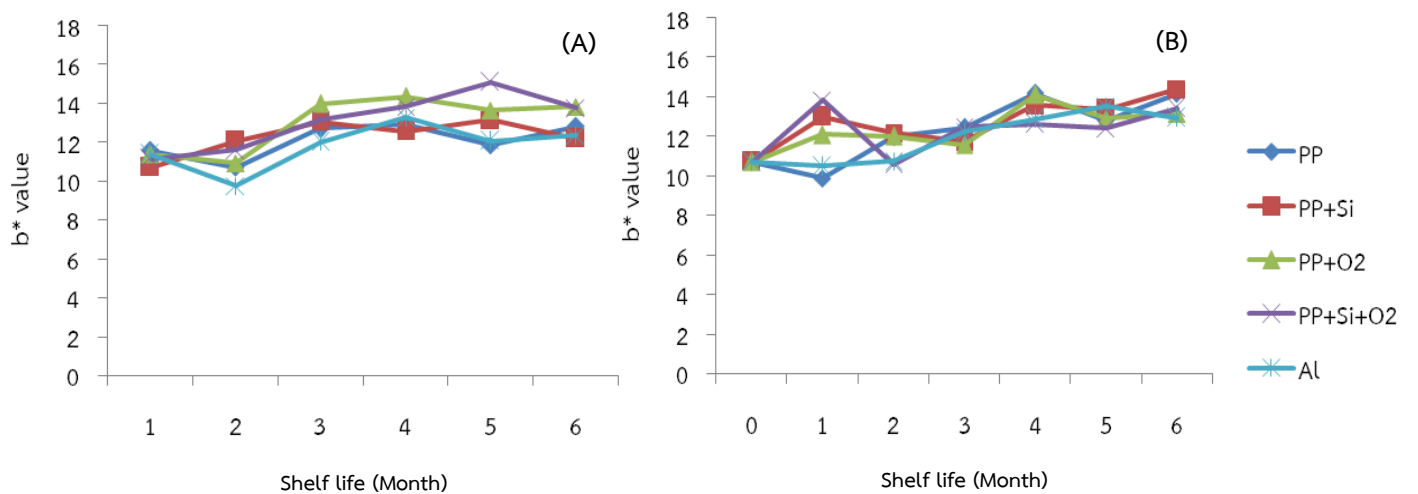 (A)
18
16
14
12
10
8
6
4
2
0
b* value
1 2 3 4 5 6
Shelf life (Month)
(B)
18
16
14
12
10
8
6
4
2
0
b* value
0 1 2 3 4 5 6
Shelf life (Month)
PP
PP+Si
PP+O2
PP+Si+O2
Al